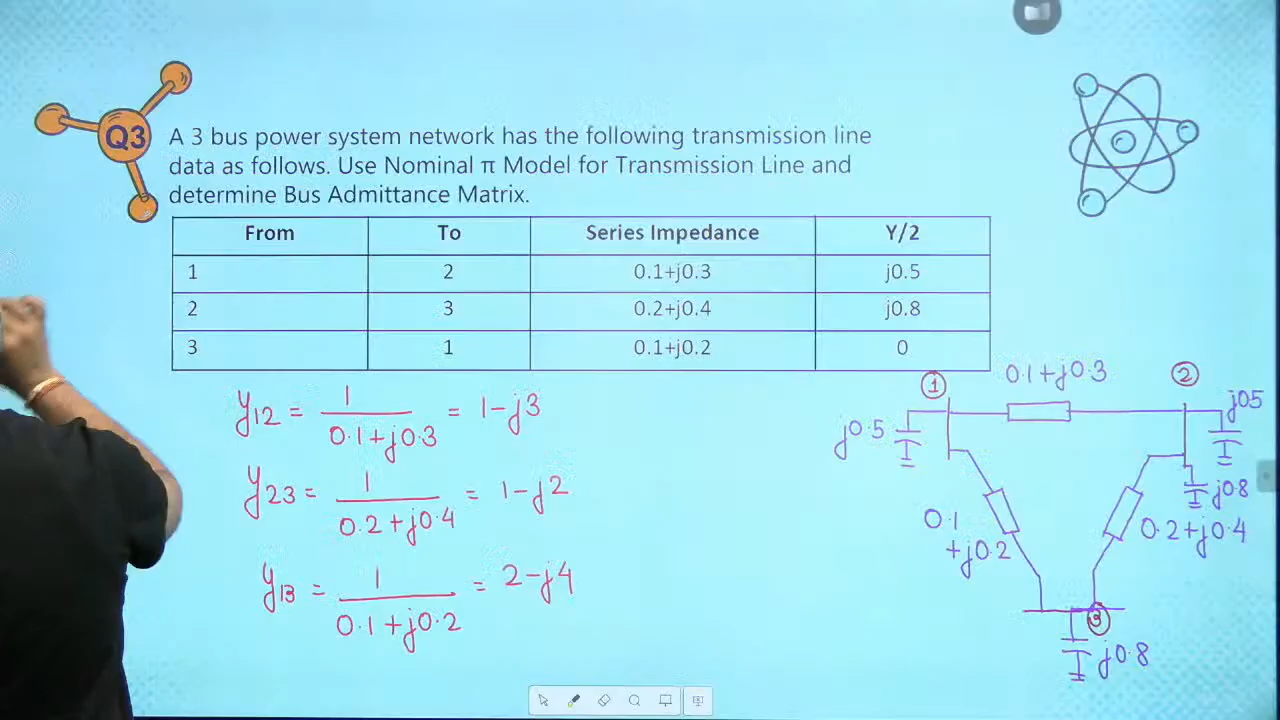 Q3
A 3 bus power system network has the following transmission line
data as follows. Use Nominal π Model for Transmission Line and
determine Bus Admittance Matrix.
From To Series Impedance Y/2
1 2 0.1+j0.3 j0.5
2 3 0.2+j0.4 j0.8
3 1 0.1+j0.2 0
y12 = 1 / 0.1+j0.3 = 1-j3
y23 = 1 / 0.2+j0.4 = 1-j2
y13 = 1 / 0.1+j0.2 = 2-j4
1
0.1+j0.3
2
j0.5
j05
j0.8
0.1
+j0.2
0.2+j0.4
3
j0.8